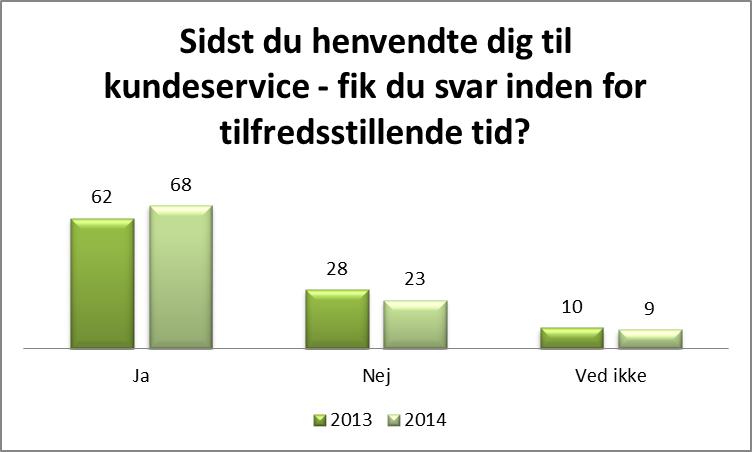 Sidst du henvendte dig til
kundeservice - fik du svar inden for
tilfredsstillende tid?
62
68
28
23
10
9
Ja
Nej
Ved ikke
2013
2014